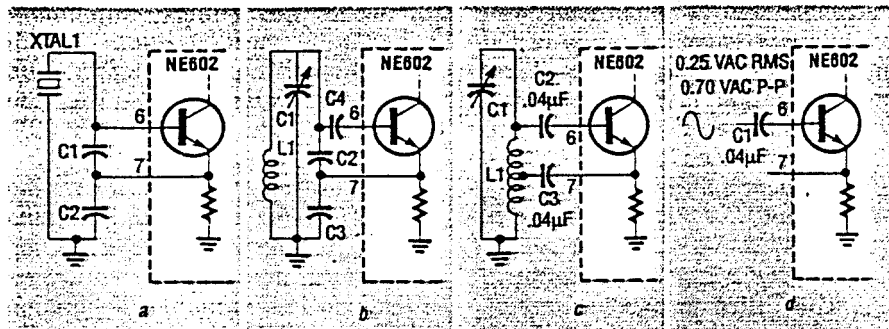 XTAL1
NE602
6
C1
7
C2
a
NE602
C1
C4
6
L1
C2
7
C3
b
NE602
C1
C2
.04µF
6
L1
7
C3
.04µF
c
0.25 VAC RMS
0.70 VAC P-P
NE602
6
C1
.04µF
7
d